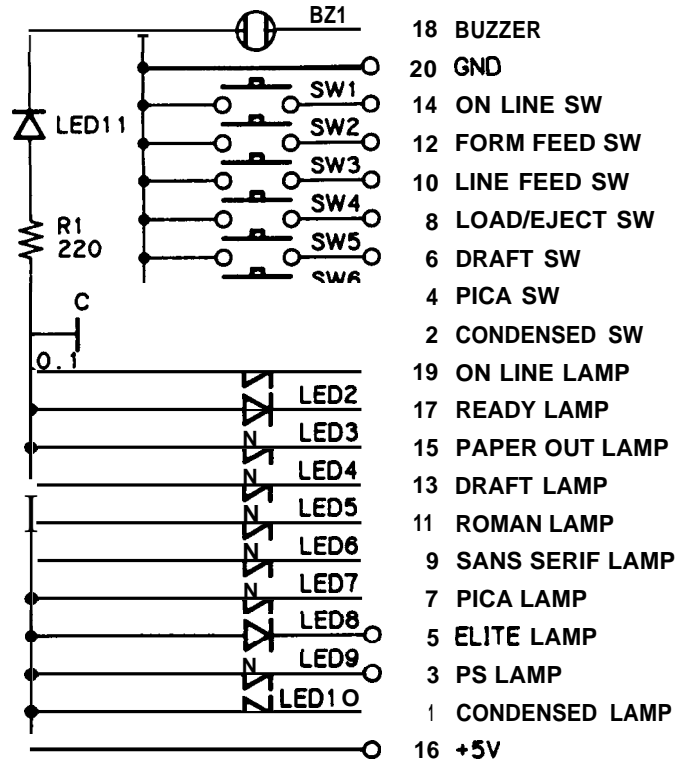 BZ1 18 BUZZER
20 GND
SW1 14 ON LINE SW
LED11 SW2 12 FORM FEED SW
SW3 10 LINE FEED SW
R1 SW4 8 LOAD/EJECT SW
220 SW5 6 DRAFT SW
SW6
4 PICA SW
C
2 CONDENSED SW
0.1 19 ON LINE LAMP
LED2 17 READY LAMP
LED3 15 PAPER OUT LAMP
LED4 13 DRAFT LAMP
LED5 11 ROMAN LAMP
LED6 9 SANS SERIF LAMP
LED7 7 PICA LAMP
LED8 5 ELITE LAMP
LED9 3 PS LAMP
LED10 1 CONDENSED LAMP
16 +5V